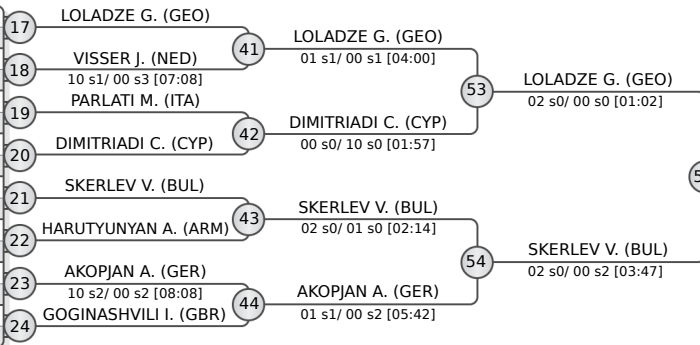 17
LOLADZE G. (GEO)
18
VISSER J. (NED)
10 s1/ 00 s3 [07:08]
19
PARLATI M. (ITA)
20
DIMITRIADI C. (CYP)
21
SKERLEV V. (BUL)
22
HARUTYUNYAN A. (ARM)
23
AKOPJAN A. (GER)
10 s2/ 00 s2 [08:08]
24
GOGINASHVILI I. (GBR)
41
LOLADZE G. (GEO)
01 s1/ 00 s1 [04:00]
42
DIMITRIADI C. (CYP)
00 s0/ 10 s0 [01:57]
43
SKERLEV V. (BUL)
02 s0/ 01 s0 [02:14]
44
AKOPJAN A. (GER)
01 s1/ 00 s2 [05:42]
53
LOLADZE G. (GEO)
02 s0/ 00 s0 [01:02]
54
SKERLEV V. (BUL)
02 s0/ 00 s2 [03:47]